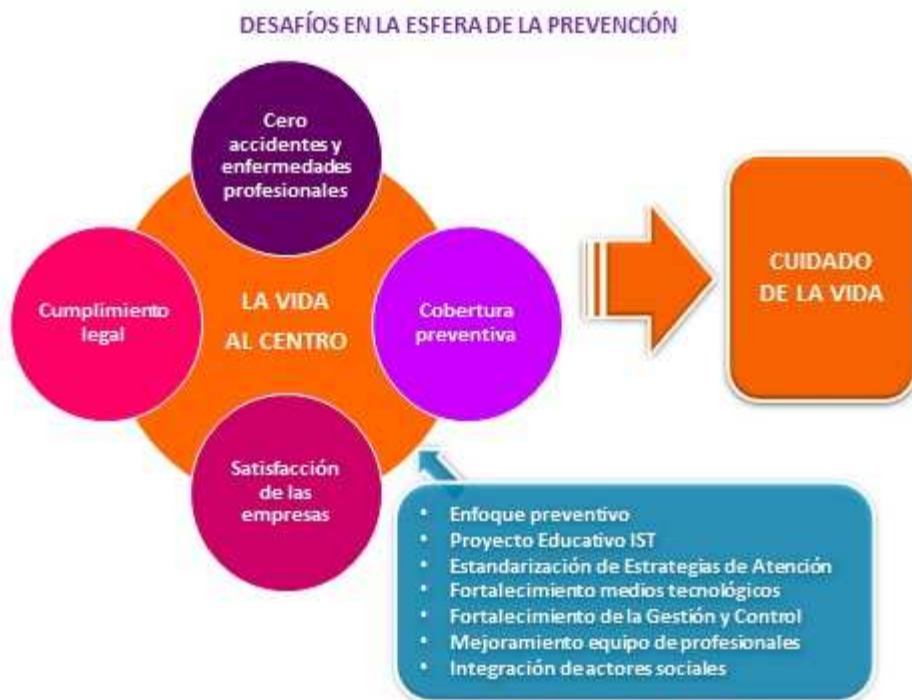 DESAFÍOS EN LA ESFERA DE LA PREVENCIÓN
Cero
accidentes y
enfermedades
profesionales
Cumplimiento
legal
LA VIDA
AL CENTRO
Cobertura
preventiva
Satisfacción
de las
empresas
CUIDADO
DE LA VIDA
• Enfoque preventivo
• Proyecto Educativo IST
• Estandarización de Estrategias de Atención
• Fortalecimiento medios tecnológicos
• Fortalecimiento de la Gestión y Control
• Mejoramiento equipo de profesionales
• Integración de actores sociales